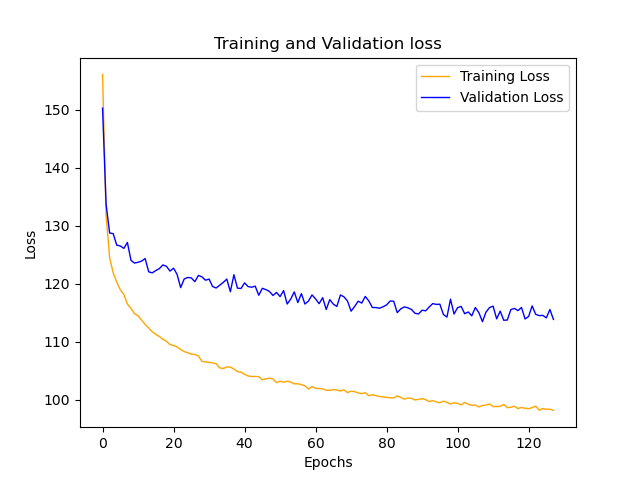 Training and Validation loss
Training Loss
Validation Loss
150
140
130
120
110
100
Loss
0 20 40 60 80 100 120
Epochs